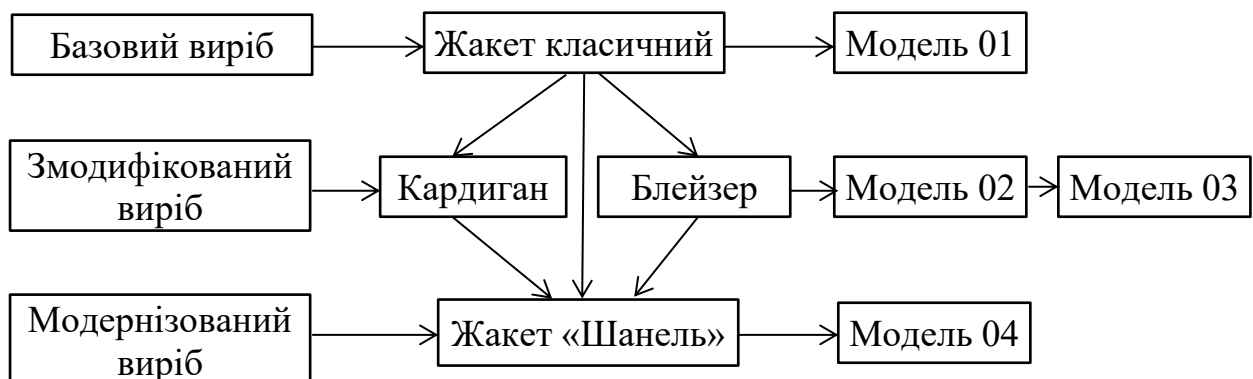 Базовий виріб
Жакет класичний
Модель 01
Змодифікований
виріб
Кардиган
Блейзер
Модель 02
Модель 03
Модернізований
виріб
Жакет «Шанель»
Модель 04